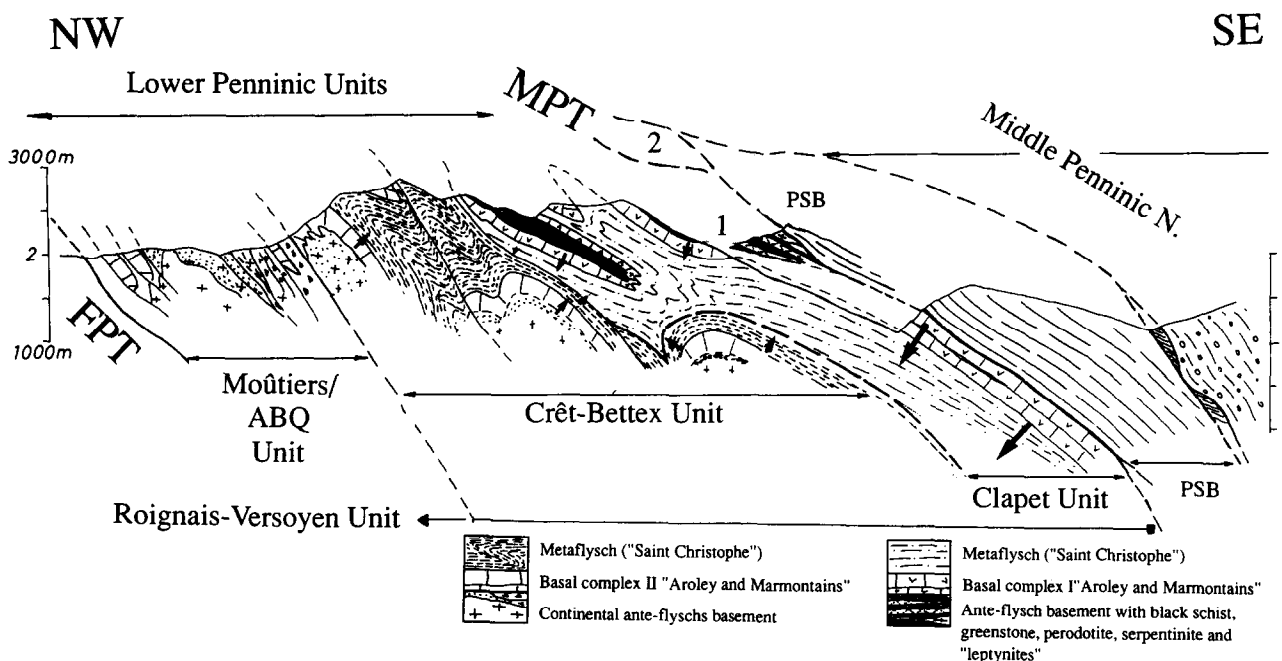 NW
SE
Lower Penninic Units
MPT
2
Middle Penninic N.
3000m
PSB
1
2
FPT
1000m
Moûtiers/
ABQ
Unit
Crêt-Bettex Unit
Clapet Unit
PSB
Roignais-Versoyen Unit
Metaflysch ("Saint Christophe")
Basal complex II "Aroley and Marmontains"
Continental ante-flyschs basement
Metaflysch ("Saint Christophe")
Basal complex I"Aroley and Marmontains"
Ante-flysch basement with black schist,
greenstone, perodotite, serpentinite and
"leptynites"